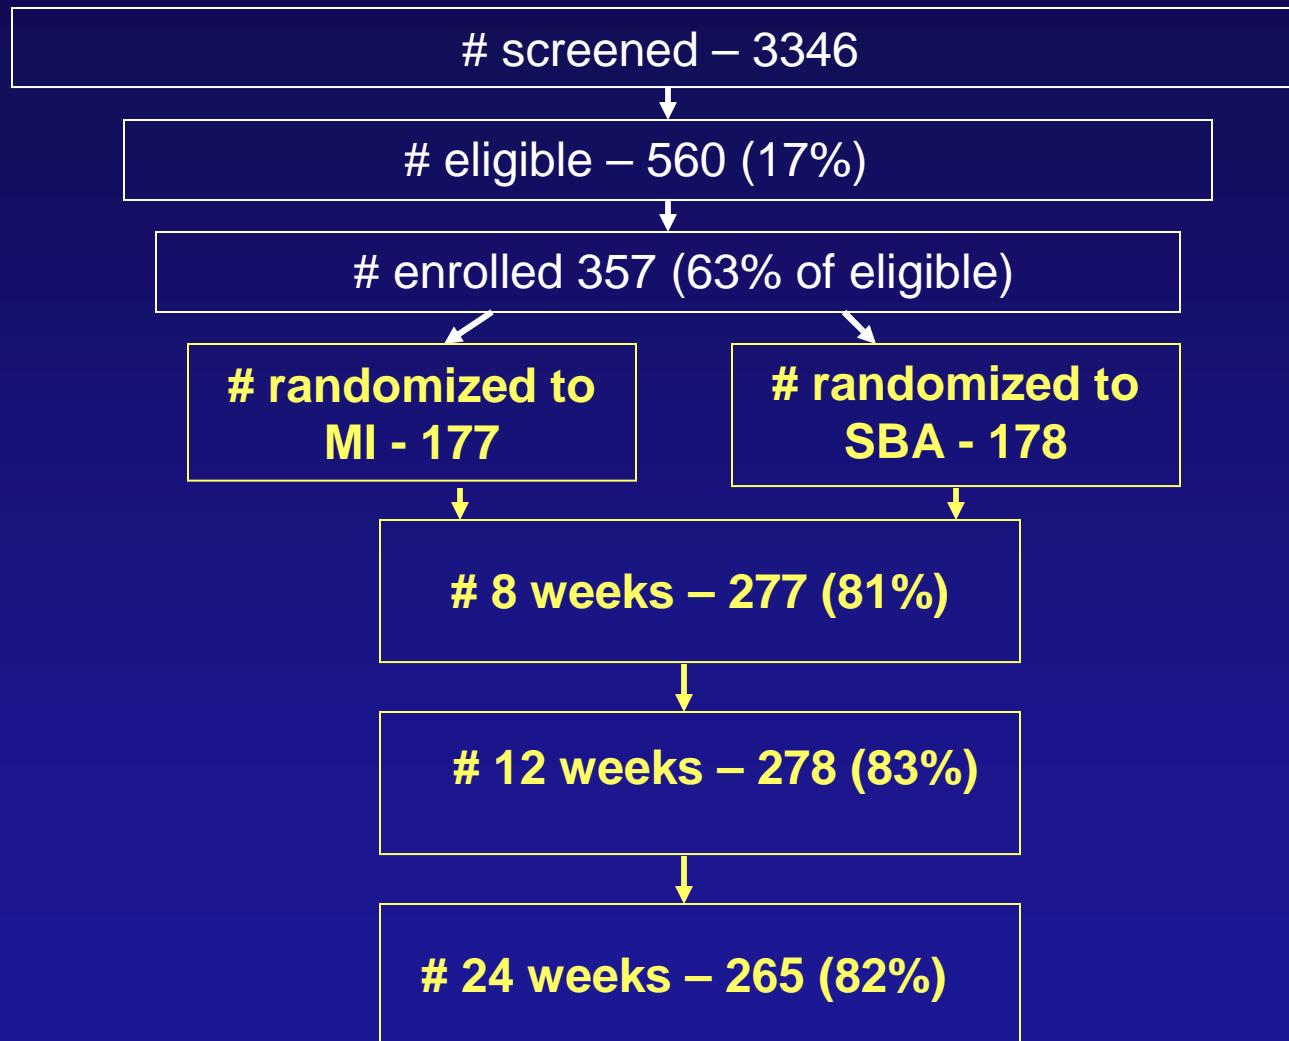 # screened – 3346
# eligible – 560 (17%)
# enrolled 357 (63% of eligible)
# randomized to
MI - 177
# randomized to
SBA - 178
# 8 weeks – 277 (81%)
# 12 weeks – 278 (83%)
# 24 weeks – 265 (82%)